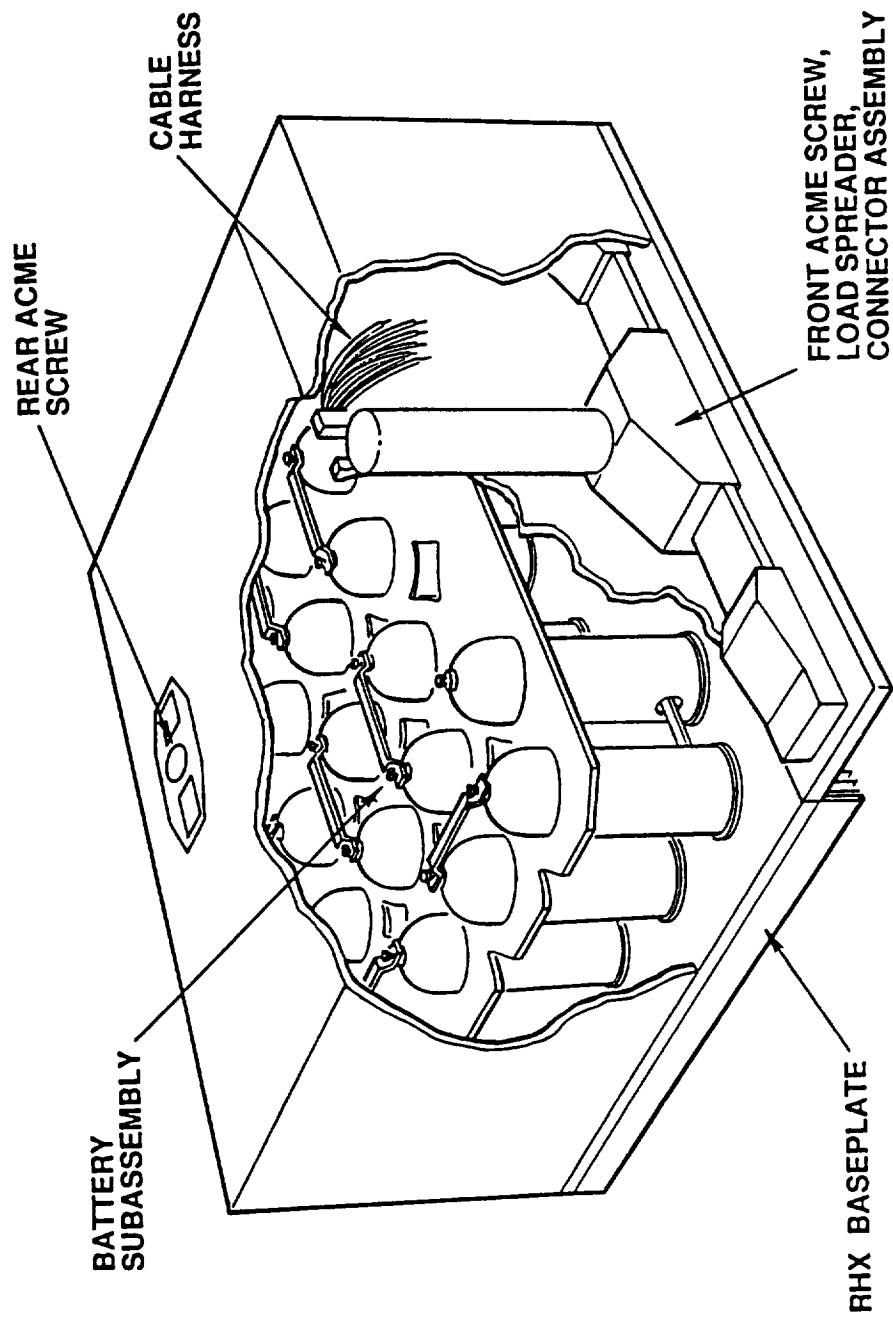 REAR ACME
SCREW
CABLE
HARNESS
BATTERY
SUBASSEMBLY
FRONT ACME SCREW,
LOAD SPREADER,
CONNECTOR ASSEMBLY
RHX BASEPLATE